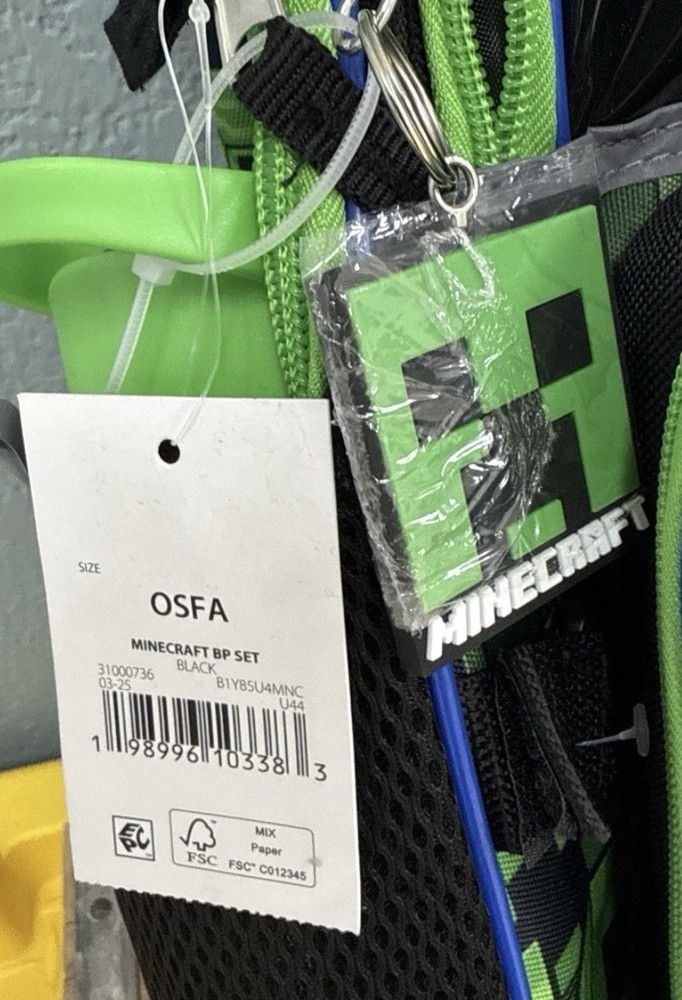 SIZE
OSFA
MINECRAFT BP SET
BLACK
31000736
03-25
B1Y85U4MNC
U44
1 98996 10338 3
EPC
FSC™
MIX
Paper
FSC® C012345
MINECRAFT